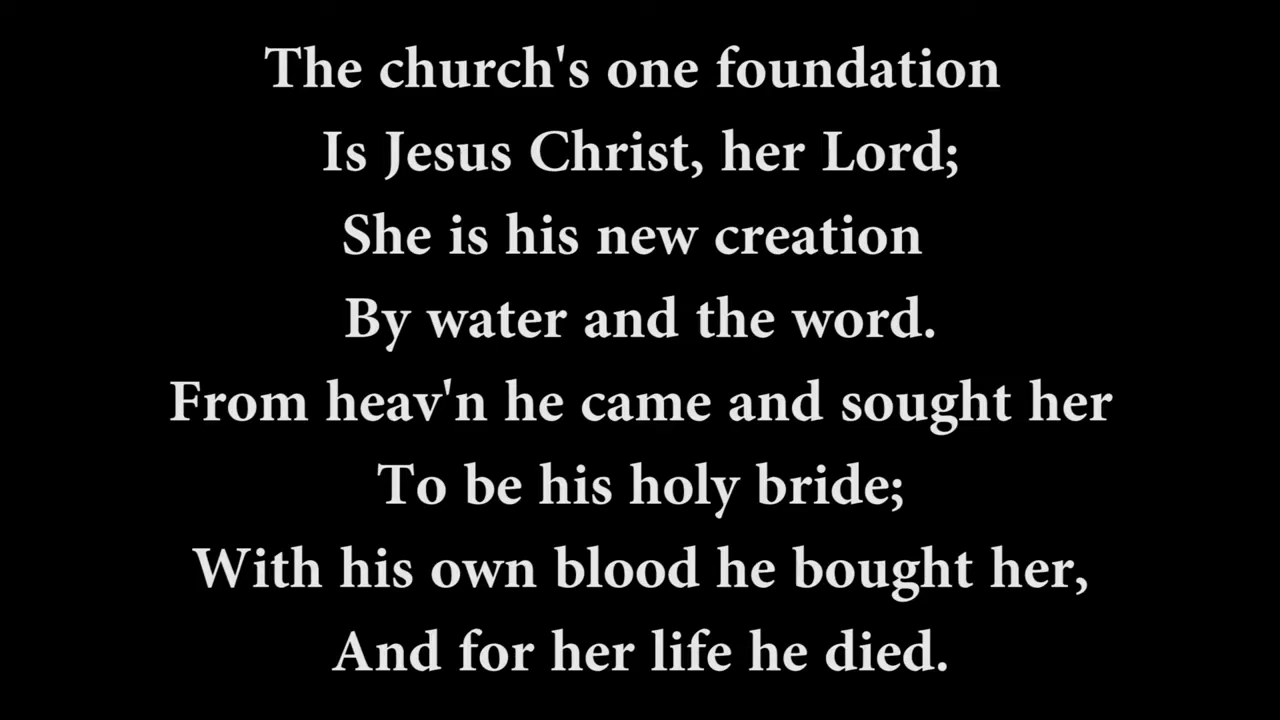 The church's one foundation
Is Jesus Christ, her Lord;
She is his new creation
By water and the word.
From heav'n he came and sought her
To be his holy bride;
With his own blood he bought her,
And for her life he died.